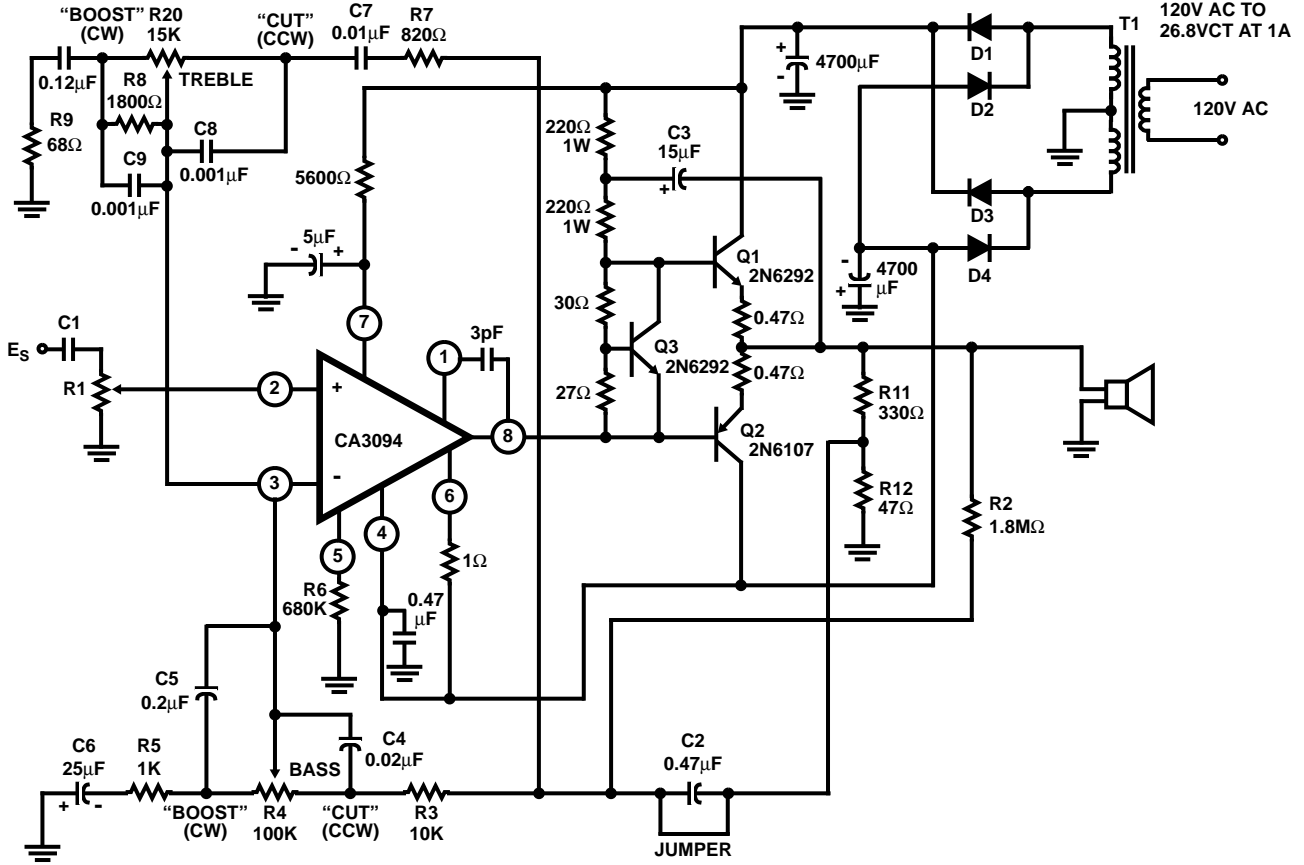 “BOOST”
(CW)
R20
15K
“CUT”
(CCW)
C7
0.01μF
R7
820Ω
0.12μF
R8
1800Ω
TREBLE
R9
68Ω
C8
0.001μF
C9
0.001μF
5600Ω
5μF
- +
220Ω
1W
C3
15μF
+
220Ω
1W
+
-
4700μF
D1
D2
D3
D4
T1
120V AC TO
26.8VCT AT 1A
120V AC
-
+
4700
μF
Q1
2N6292
30Ω
0.47Ω
Q3
2N6292
0.47Ω
27Ω
Q2
2N6107
R11
330Ω
R12
47Ω
R2
1.8MΩ
ES
C1
R1
7
1
3pF
2
+
CA3094
8
3
-
6
5
4
R6
680K
1Ω
0.47
μF
C5
0.2μF
C4
0.02μF
C6
25μF
+ -
R5
1K
“BOOST”
(CW)
BASS
R4
100K
“CUT”
(CCW)
R3
10K
C2
0.47μF
JUMPER